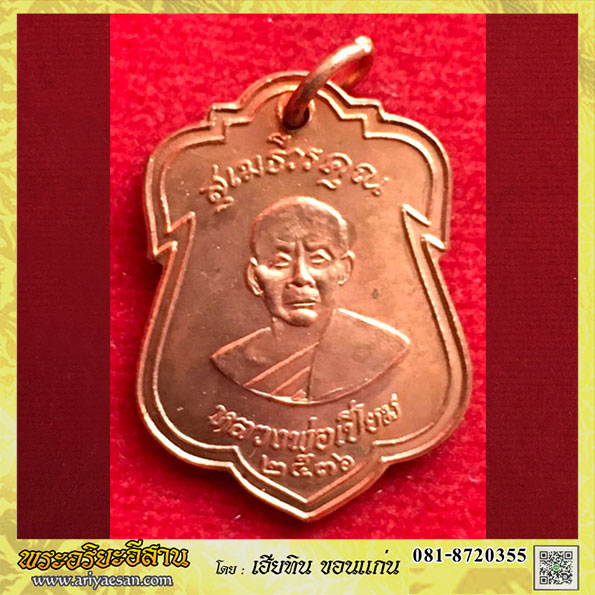 สุเมธีวรคุณ
หลวงพ่อเปี่ยน
๒๕๓๖
พระอริยะอีสาน
www.ariyaesan.com
โดย : เฮียทิน ขอนแก่น 081-8720355